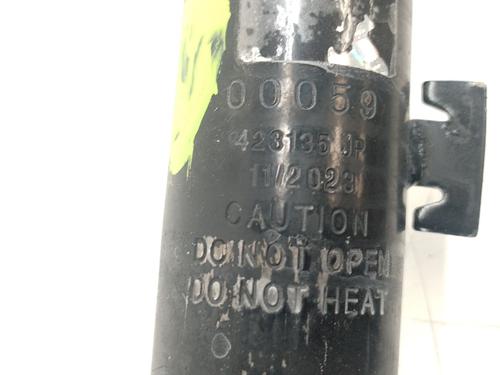 00059
423135 JP
11/2023
CAUTION
DO NOT OPEN
DO NOT HEAT